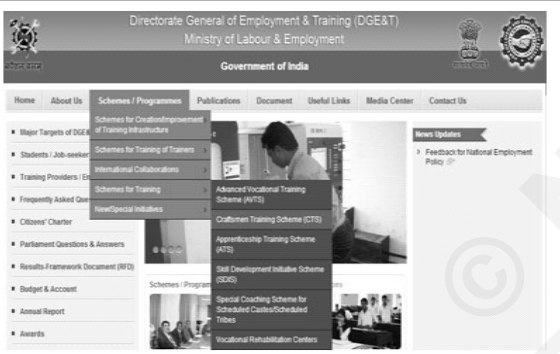 Directorate General of Employment & Training (DGE&T)
Ministry of Labour & Employment
Government of India
Home About Us Schemes / Programmes Publications Document Useful Links Media Center Contact Us
Schemes for Creation/Improvement
of Training Infrastructure
Schemes for Training of Trainers
International Collaborations
Schemes for Training
New/Special Initiatives
Advanced Vocational Training
Scheme (AVTS)
Craftsmen Training Scheme (CTS)
Apprenticeship Training Scheme
(ATS)
Skill Development Initiative Scheme
(SDIS)
Special Coaching Scheme for
Scheduled Castes/Scheduled
Tribes
Vocational Rehabilitation Centers
Major Targets of DGE&
Students / Job-seeker
Training Providers / En
Frequently Asked Que
Citizens' Charter
Parliament Questions & Answers
Results-Framework Document (RFD)
Budget & Account
Annual Report
Awards
Schemes / Program
News Updates
Feedback for National Employment
Policy
©